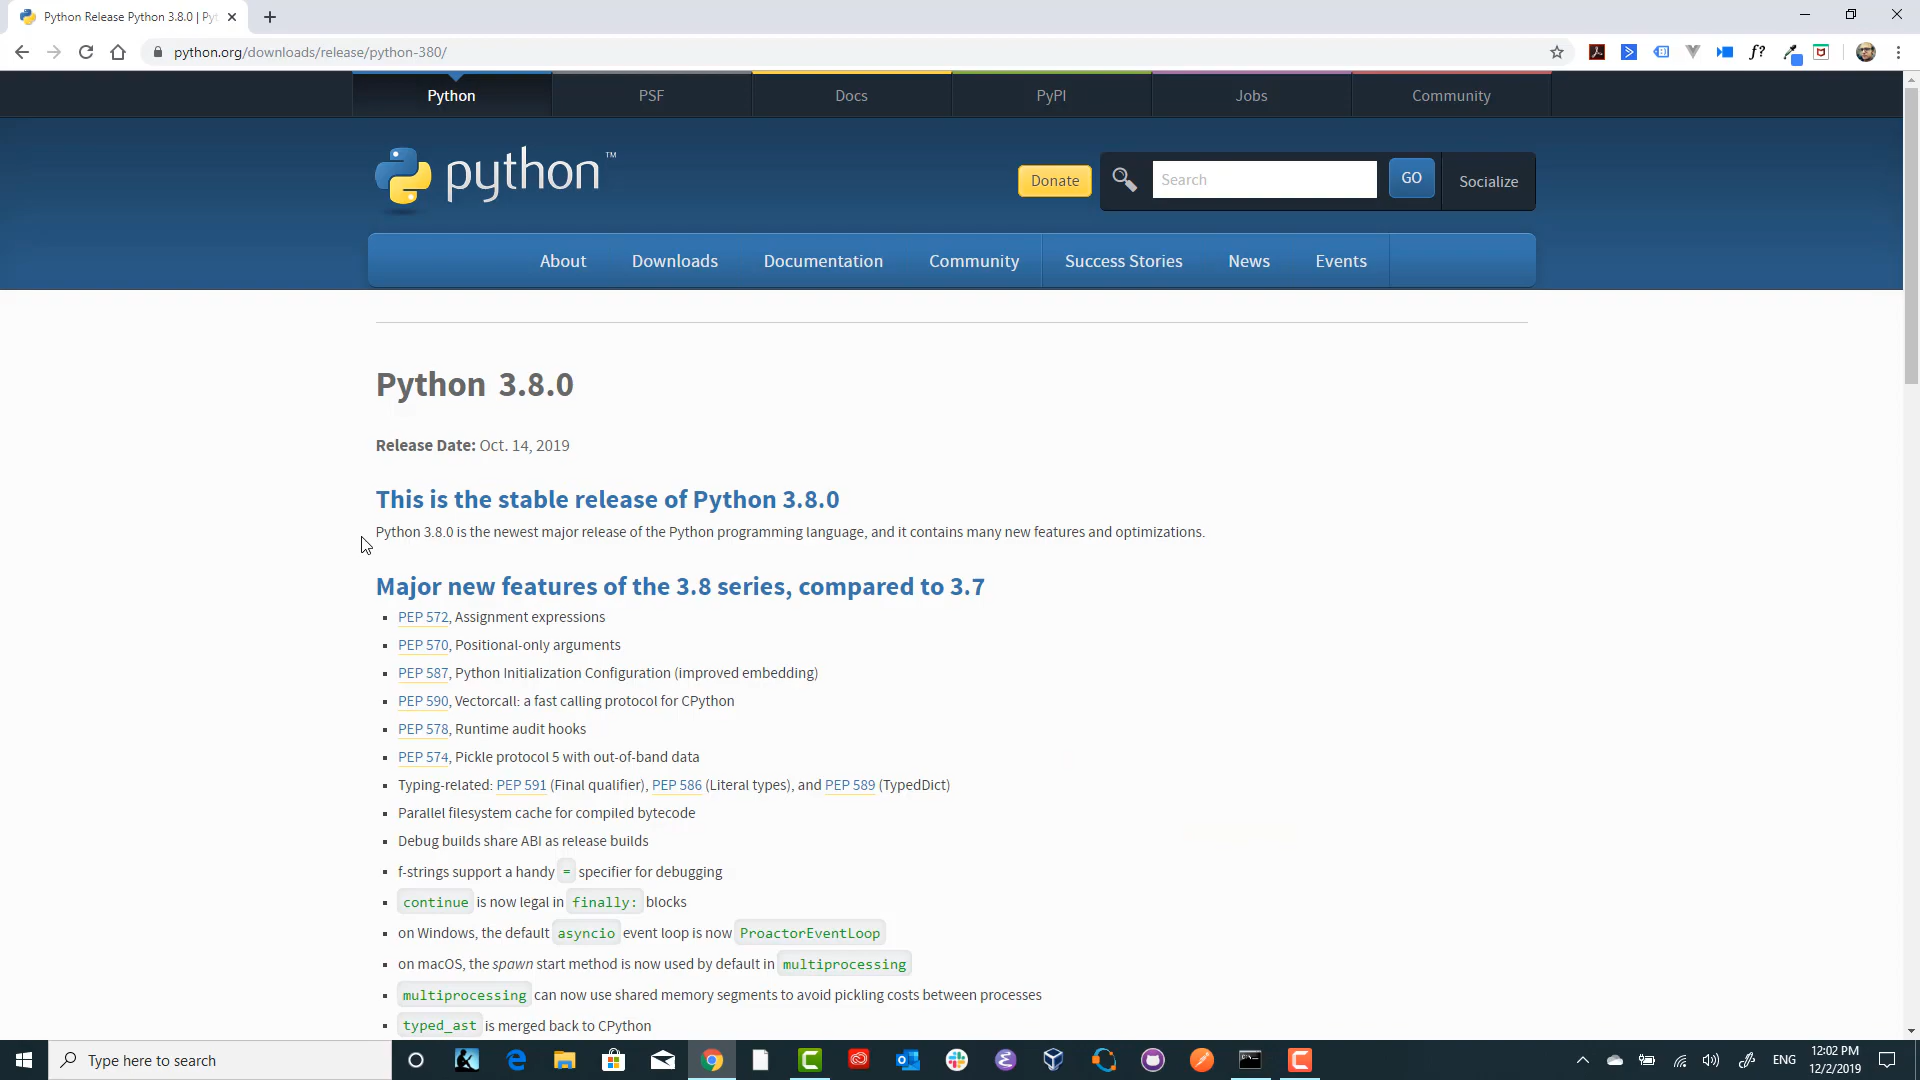 Python Release Python 3.8.0 | Py
python.org/downloads/release/python-380/
Python
PSF
Docs
PyPI
Jobs
Community
python™
Donate
Search
GO
Socialize
About
Downloads
Documentation
Community
Success Stories
News
Events
Python 3.8.0
Release Date: Oct. 14, 2019
This is the stable release of Python 3.8.0
Python 3.8.0 is the newest major release of the Python programming language, and it contains many new features and optimizations.
Major new features of the 3.8 series, compared to 3.7
PEP 572, Assignment expressions
PEP 570, Positional-only arguments
PEP 587, Python Initialization Configuration (improved embedding)
PEP 590, Vectorcall: a fast calling protocol for CPython
PEP 578, Runtime audit hooks
PEP 574, Pickle protocol 5 with out-of-band data
Typing-related: PEP 591 (Final qualifier), PEP 586 (Literal types), and PEP 589 (TypedDict)
Parallel filesystem cache for compiled bytecode
Debug builds share ABI as release builds
f-strings support a handy = specifier for debugging
continue is now legal in finally: blocks
on Windows, the default asyncio event loop is now ProactorEventLoop
on macOS, the spawn start method is now used by default in multiprocessing
multiprocessing can now use shared memory segments to avoid pickling costs between processes
typed_ast is merged back to CPython
Type here to search
ENG
12:02 PM
12/2/2019